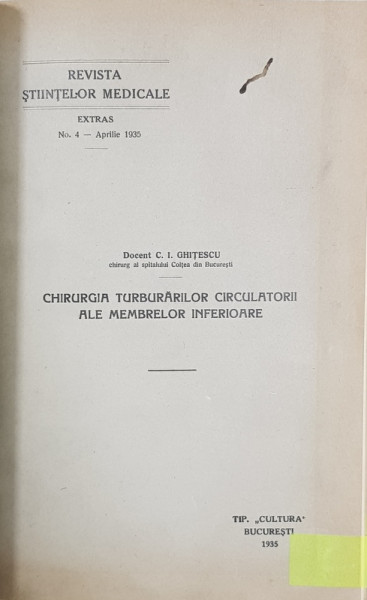 REVISTA
ȘTIINȚELOR MEDICALE
EXTRAS
No. 4 — Aprilie 1935
Docent C. I. GHIȚESCU
chirurg al spitalului Colțea din București
CHIRURGIA TURBURĂRILOR CIRCULATORII
ALE MEMBRELOR INFERIOARE
TIP. „CULTURA"
BUCUREȘTI
1935